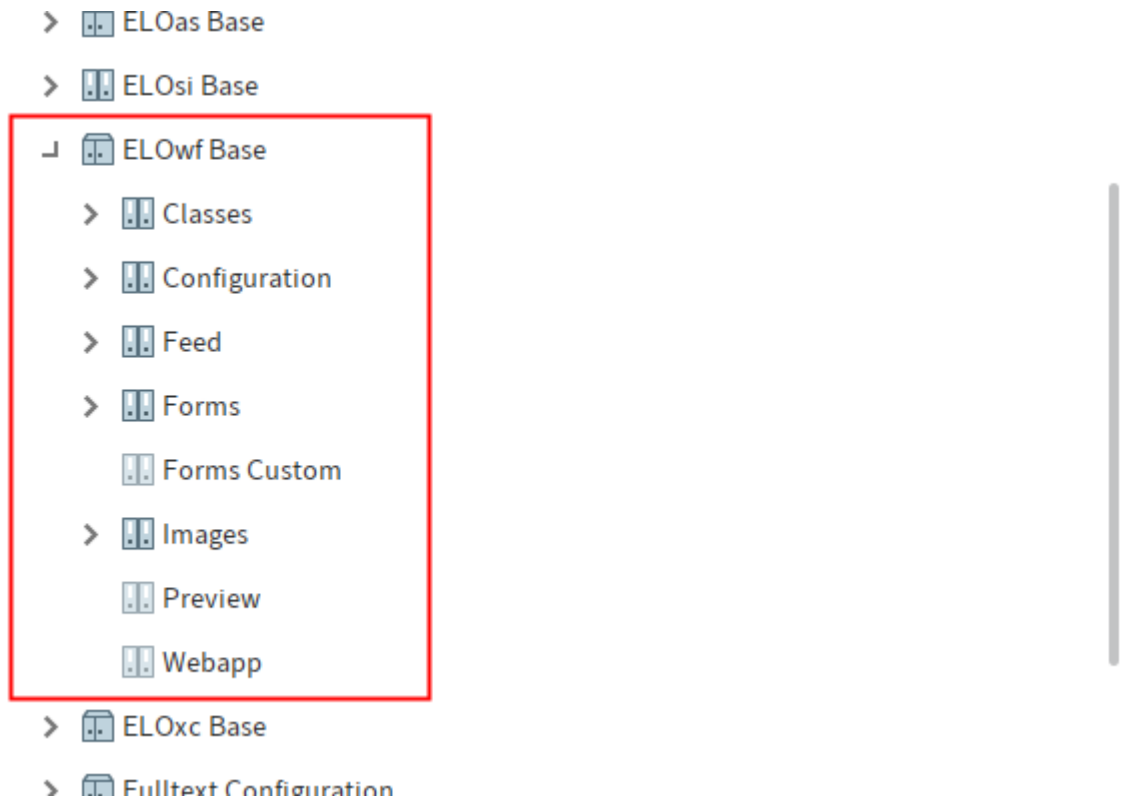 ELOas Base
ELOsi Base
ELOwf Base
Classes
Configuration
Feed
Forms
Forms Custom
Images
Preview
Webapp
ELOxc Base
Fulltext Configuration